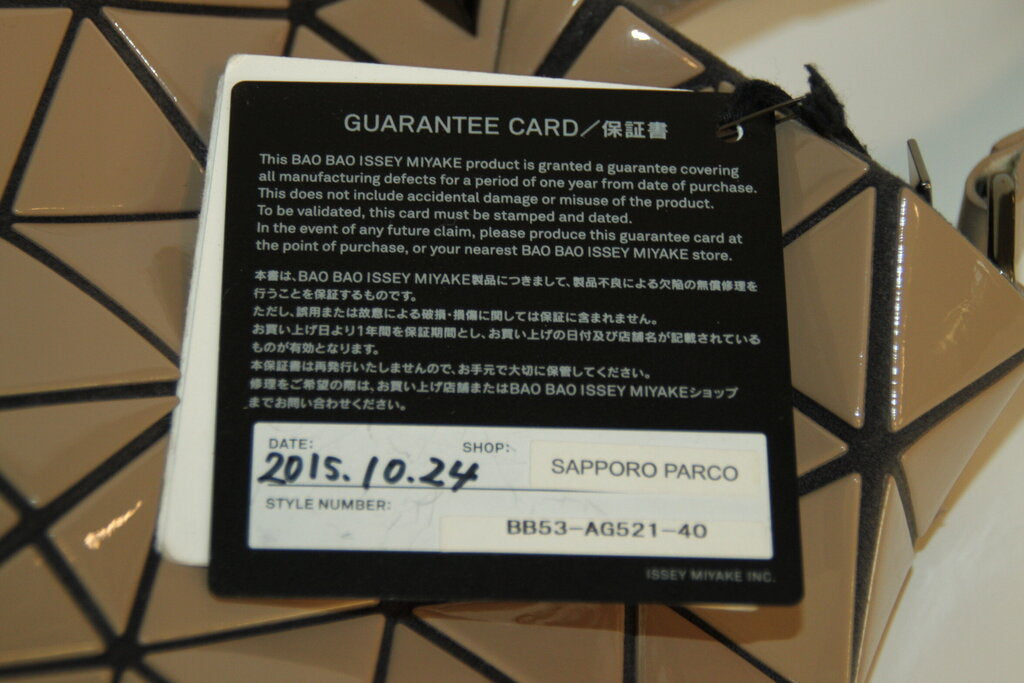 GUARANTEE CARD/保証書
This BAO BAO ISSEY MIYAKE product is granted a guarantee covering
all manufacturing defects for a period of one year from date of purchase.
This does not include accidental damage or misuse of the product.
To be validated, this card must be stamped and dated.
In the event of any future claim, please produce this guarantee card at
the point of purchase, or your nearest BAO BAO ISSEY MIYAKE store.
本書は、BAO BAO ISSEY MIYAKE製品につきまして、製品不良による欠陥の無償修理を
行うことを保証するものです。
ただし、誤用または故意による破損・損傷に関しては保証に含まれません。
お買い上げ日より1年間を保証期間とし、お買い上げの日付及び店舗名が記載されている
ものが有効となります。
本保証書は再発行いたしませんので、お手元で大切に保管してください。
修理をご希望の際は、お買い上げ店舗またはBAO BAO ISSEY MIYAKEショップ
までお問い合わせください。
DATE: SHOP:
2015.10.24 SAPPORO PARCO
STYLE NUMBER:
BB53-AG521-40
ISSEY MIYAKE INC.